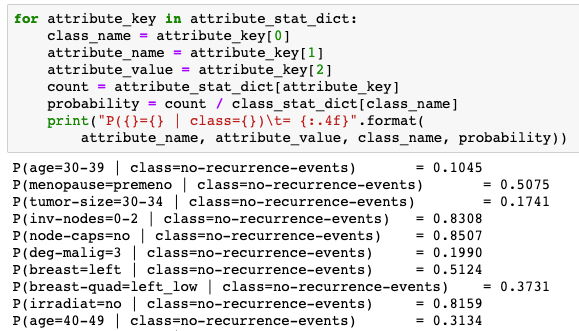 for attribute_key in attribute_stat_dict:
    class_name = attribute_key[0]
    attribute_name = attribute_key[1]
    attribute_value = attribute_key[2]
    count = attribute_stat_dict[attribute_key]
    probability = count / class_stat_dict[class_name]
    print("P({}={} | class={})\t= {:.4f}".format(
        attribute_name, attribute_value, class_name, probability))
P(age=30-39 | class=no-recurrence-events)	= 0.1045
P(menopause=premeno | class=no-recurrence-events)	= 0.5075
P(tumor-size=30-34 | class=no-recurrence-events)	= 0.1741
P(inv-nodes=0-2 | class=no-recurrence-events)	= 0.8308
P(node-caps=no | class=no-recurrence-events)	= 0.8507
P(deg-malig=3 | class=no-recurrence-events)	= 0.1990
P(breast=left | class=no-recurrence-events)	= 0.5124
P(breast-quad=left_low | class=no-recurrence-events)	= 0.3731
P(irradiat=no | class=no-recurrence-events)	= 0.8159
P(age=40-49 | class=no-recurrence-events)	= 0.3134